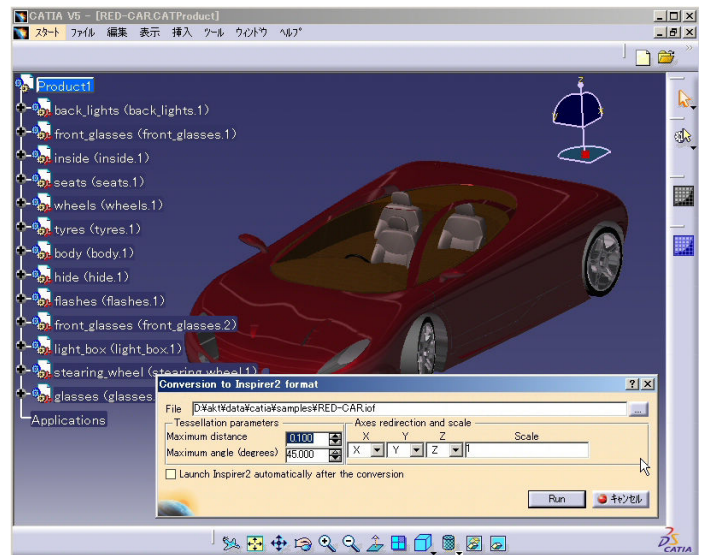 CATIA V5 - [RED-CAR.CATProduct]
スタート ファイル 編集 表示 挿入 ツール ウィンドウ ヘルプ
Product1
back_lights (back_lights.1)
front_glasses (front_glasses.1)
inside (inside.1)
seats (seats.1)
wheels (wheels.1)
tyres (tyres.1)
body (body.1)
hide (hide.1)
flashes (flashes.1)
front_glasses (front_glasses.2)
light_box (light_box.1)
stearing_wheel (stearing_wheel.1)
glasses (glasses.
Applications
Conversion to Inspirer2 format
File D:¥akt¥data¥catia¥samples¥RED-CAR.iof
...
Tessellation parameters
Maximum distance 0.100
Maximum angle (degrees) 45.000
Axes redirection and scale
X Y Z Scale
X Y Z 1
Launch Inspirer2 automatically after the conversion
Run キャンセル
CATIA